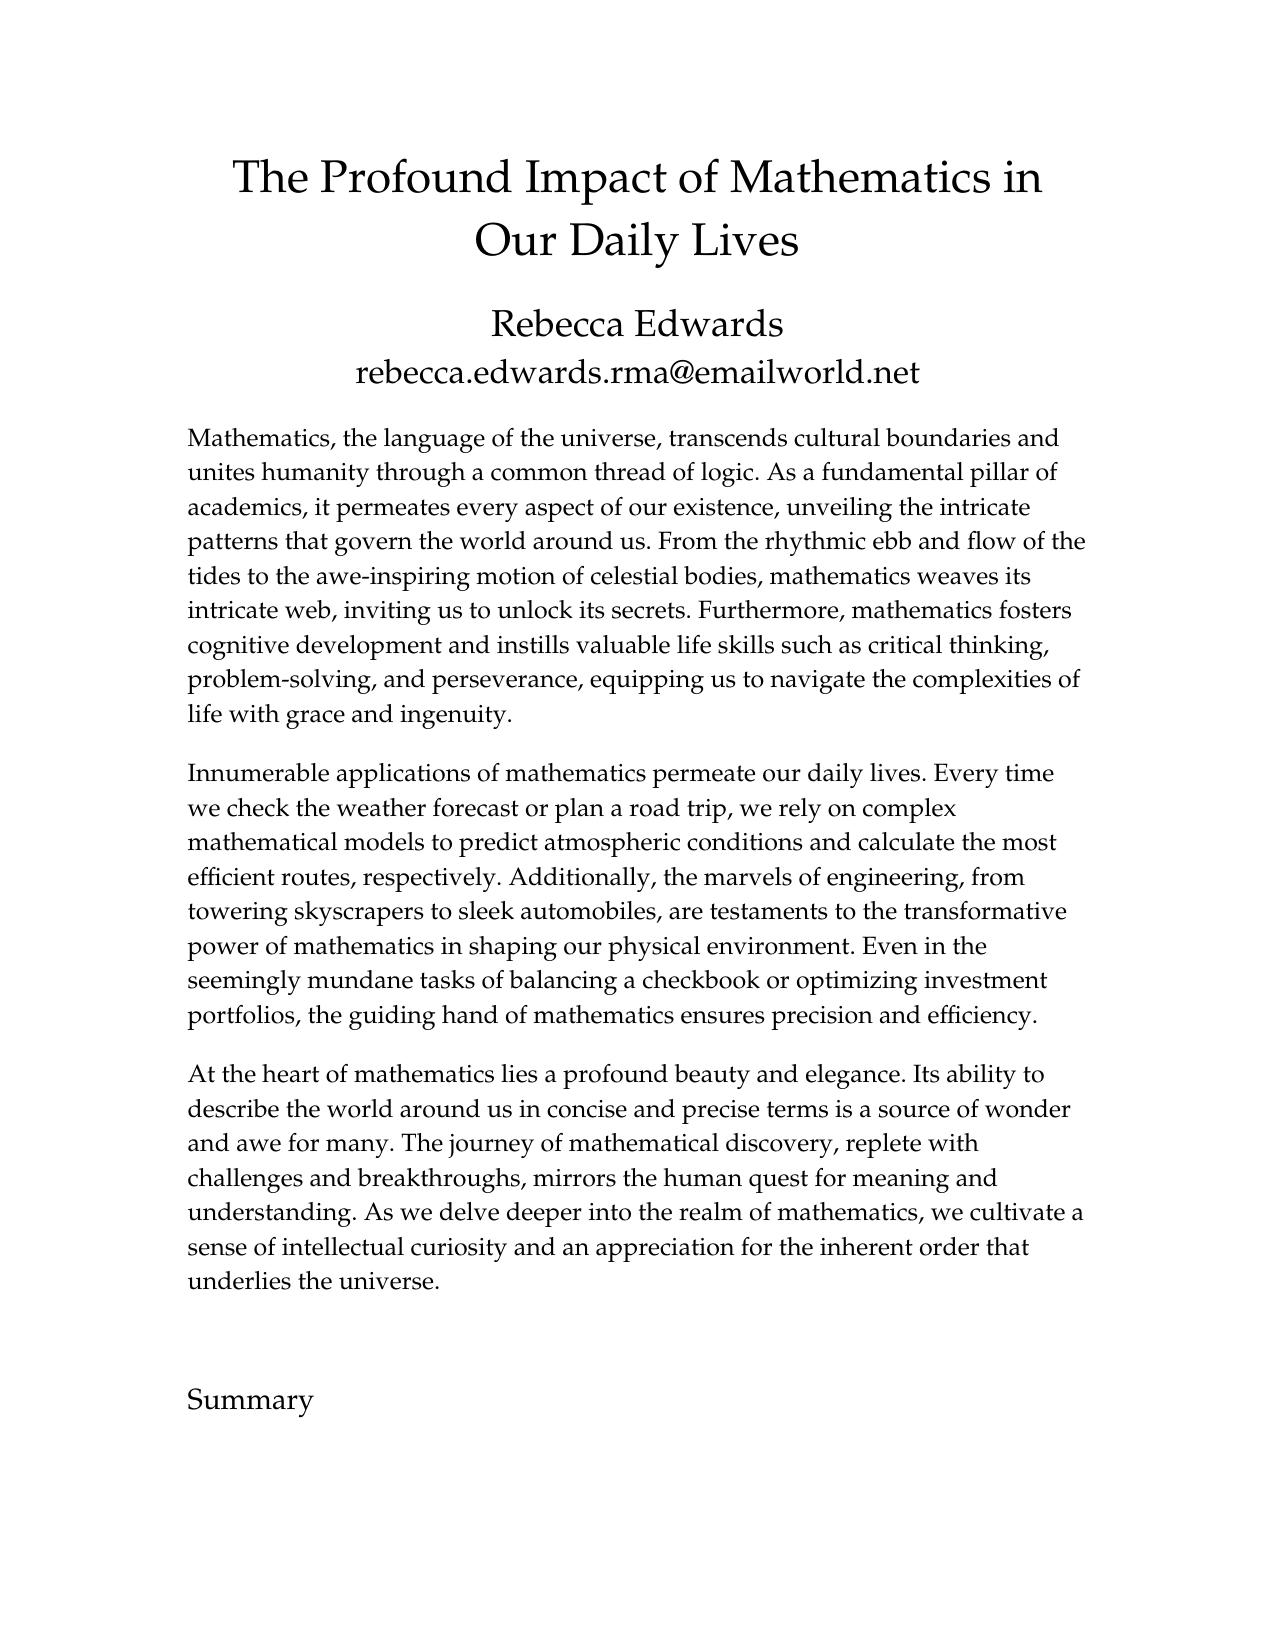 The Profound Impact of Mathematics in
Our Daily Lives
Rebecca Edwards
rebecca.edwards.rma@emailworld.net
Mathematics, the language of the universe, transcends cultural boundaries and
unites humanity through a common thread of logic. As a fundamental pillar of
academics, it permeates every aspect of our existence, unveiling the intricate
patterns that govern the world around us. From the rhythmic ebb and flow of the
tides to the awe-inspiring motion of celestial bodies, mathematics weaves its
intricate web, inviting us to unlock its secrets. Furthermore, mathematics fosters
cognitive development and instills valuable life skills such as critical thinking,
problem-solving, and perseverance, equipping us to navigate the complexities of
life with grace and ingenuity.
Innumerable applications of mathematics permeate our daily lives. Every time
we check the weather forecast or plan a road trip, we rely on complex
mathematical models to predict atmospheric conditions and calculate the most
efficient routes, respectively. Additionally, the marvels of engineering, from
towering skyscrapers to sleek automobiles, are testaments to the transformative
power of mathematics in shaping our physical environment. Even in the
seemingly mundane tasks of balancing a checkbook or optimizing investment
portfolios, the guiding hand of mathematics ensures precision and efficiency.
At the heart of mathematics lies a profound beauty and elegance. Its ability to
describe the world around us in concise and precise terms is a source of wonder
and awe for many. The journey of mathematical discovery, replete with
challenges and breakthroughs, mirrors the human quest for meaning and
understanding. As we delve deeper into the realm of mathematics, we cultivate a
sense of intellectual curiosity and an appreciation for the inherent order that
underlies the universe.
Summary